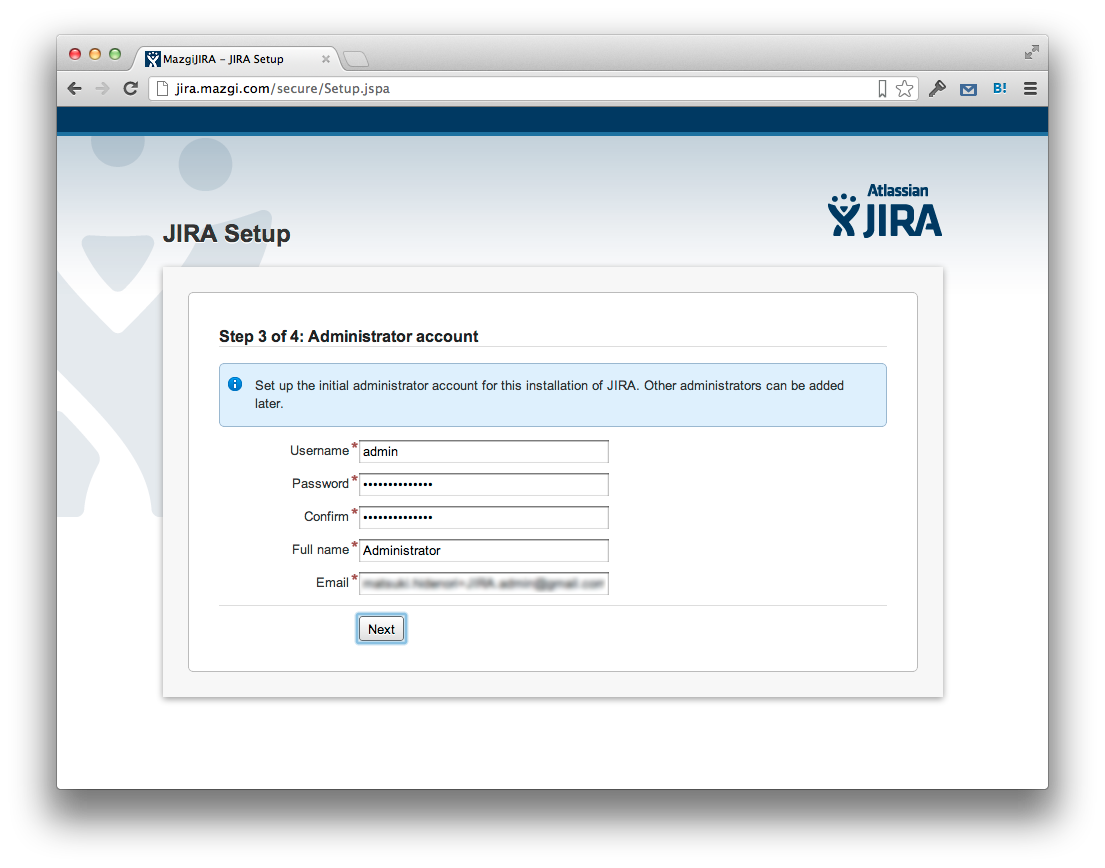 MazgiJIRA – JIRA Setup
jira.mazgi.com/secure/Setup.jspa
B!
Atlassian
JIRA
JIRA Setup
Step 3 of 4: Administrator account
Set up the initial administrator account for this installation of JIRA. Other administrators can be added
later.
Username* admin
Password* ••••••••••••••
Confirm* ••••••••••••••
Full name* Administrator
Email*
Next